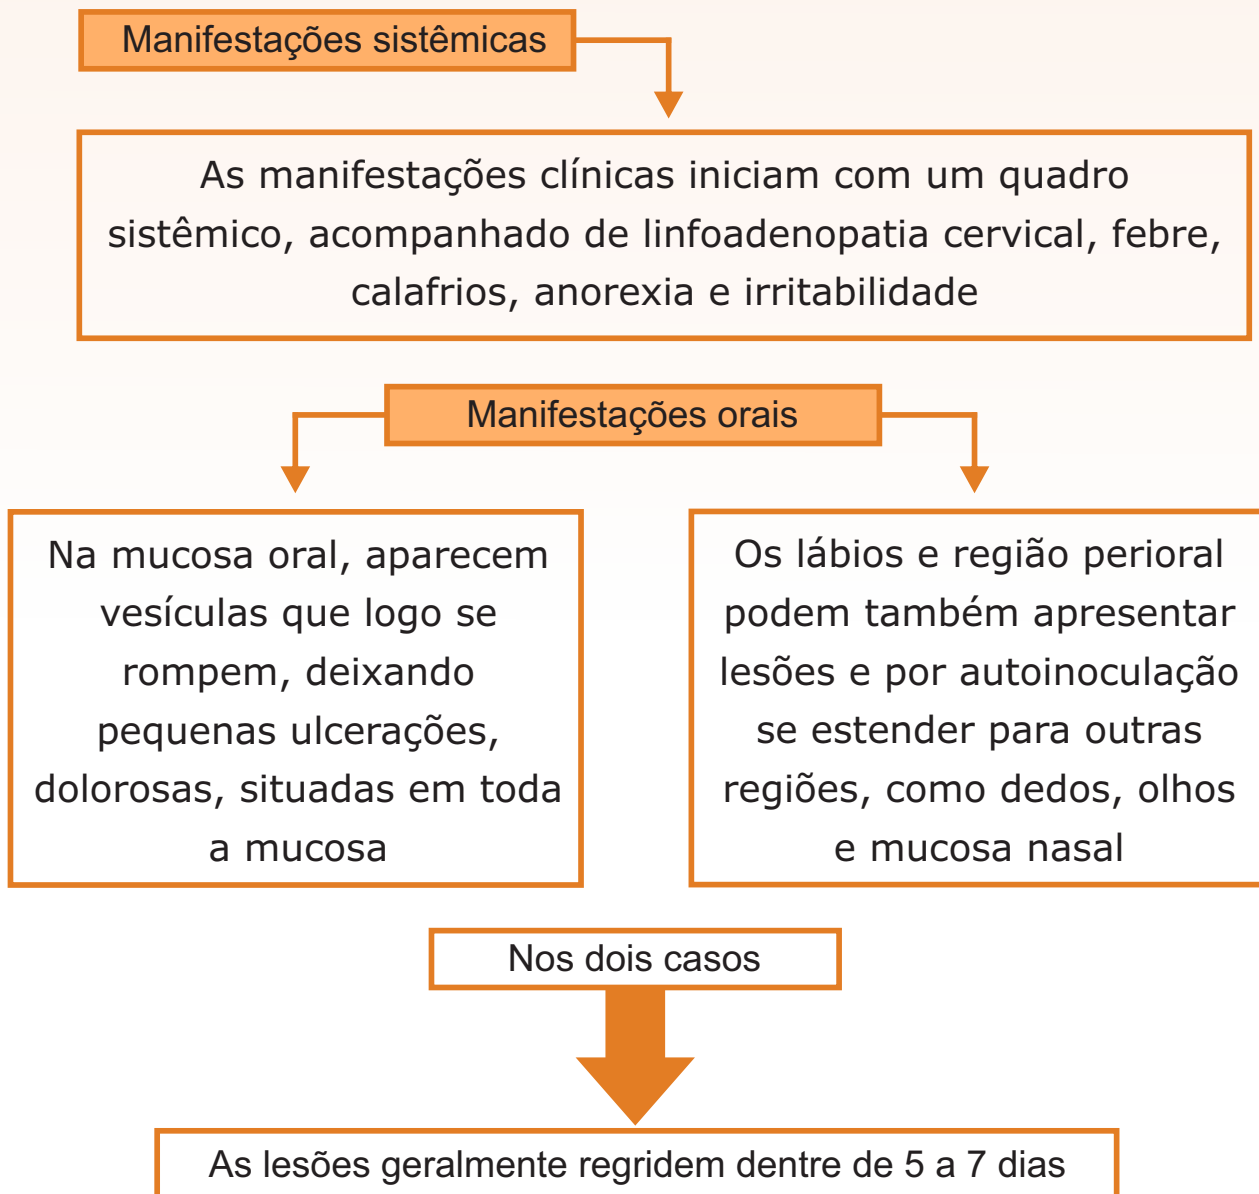 Manifestações sistêmicas
As manifestações clínicas iniciam com um quadro
sistêmico, acompanhado de linfoadenopatia cervical, febre,
calafrios, anorexia e irritabilidade
Manifestações orais
Na mucosa oral, aparecem
vesículas que logo se
rompem, deixando
pequenas ulcerações,
dolorosas, situadas em toda
a mucosa
Os lábios e região perioral
podem também apresentar
lesões e por autoinoculação
se estender para outras
regiões, como dedos, olhos
e mucosa nasal
Nos dois casos
As lesões geralmente regridem dentre de 5 a 7 dias